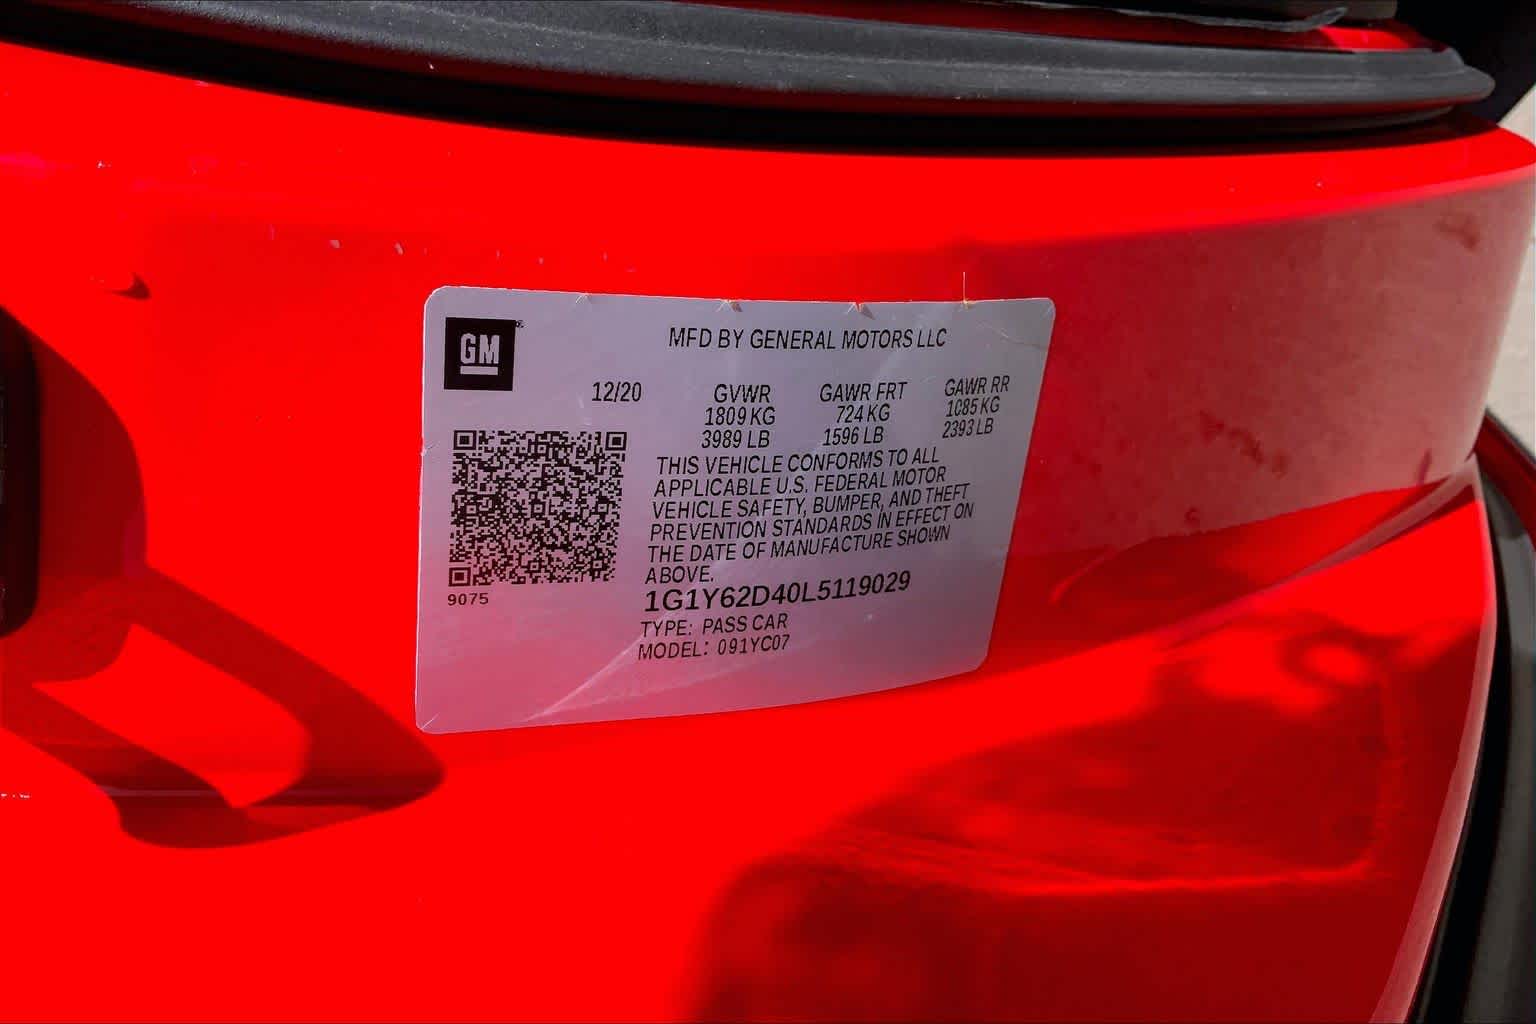 GM
MFD BY GENERAL MOTORS LLC
12/20 GVWR GAWR FRT GAWR RR
1809 KG 724 KG 1085 KG
3989 LB 1596 LB 2393 LB
THIS VEHICLE CONFORMS TO ALL
APPLICABLE U.S. FEDERAL MOTOR
VEHICLE SAFETY, BUMPER, AND THEFT
PREVENTION STANDARDS IN EFFECT ON
THE DATE OF MANUFACTURE SHOWN
ABOVE.
9075
1G1Y62D40L5119029
TYPE: PASS CAR
MODEL: 091YC07